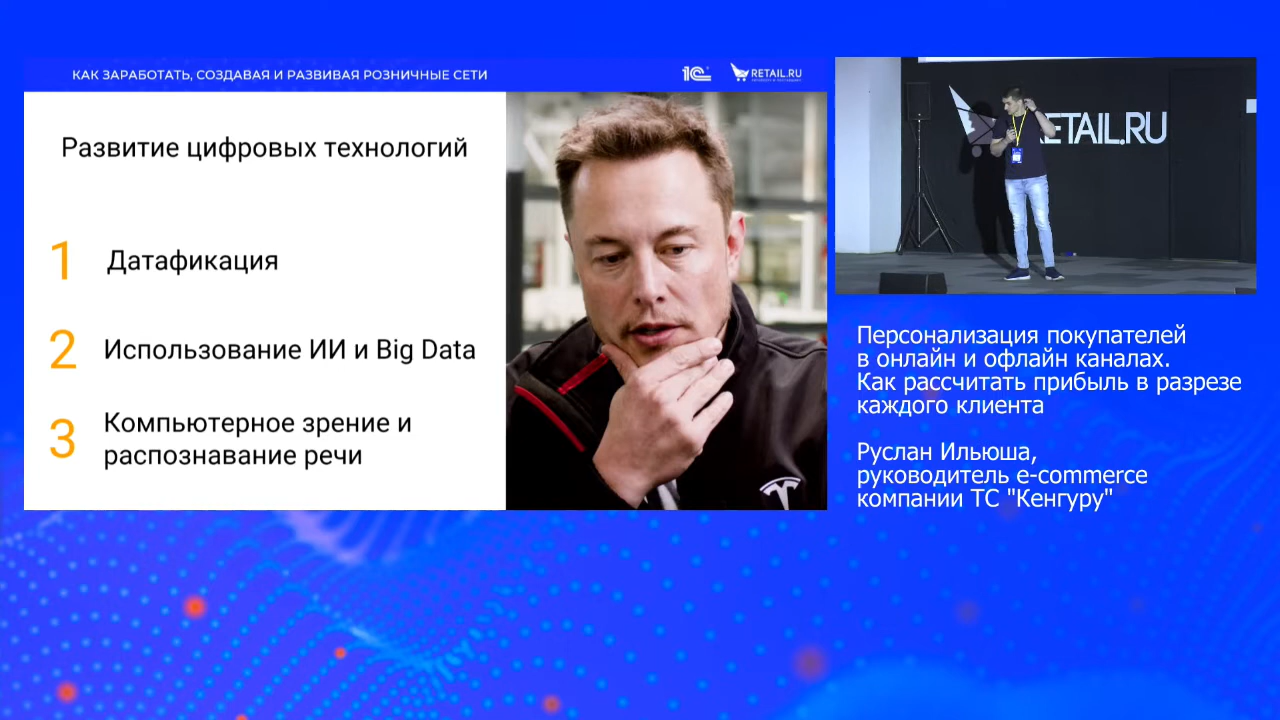 КАК ЗАРАБОТАТЬ, СОЗДАВАЯ И РАЗВИВАЯ РОЗНИЧНЫЕ СЕТИ
1С
RETAIL.RU
Развитие цифровых технологий
1 Датафикация
2 Использование ИИ и Big Data
3 Компьютерное зрение и
распознавание речи
RETAIL.RU
Персонализация покупателей
в онлайн и офлайн каналах.
Как рассчитать прибыль в разрезе
каждого клиента
Руслан Ильюша,
руководитель e-commerce
компании ТС "Кенгуру"